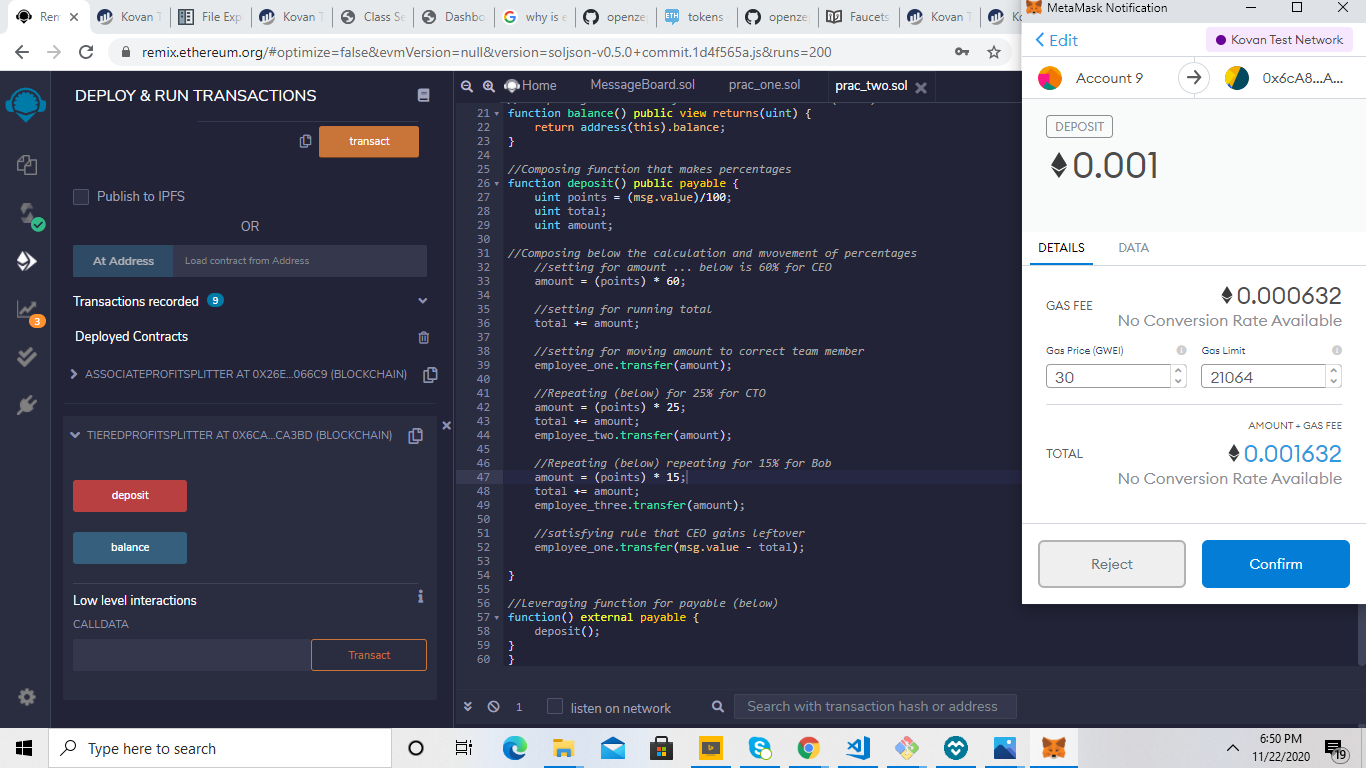 Rem
Kovan T
File Exp
Kovan T
Class Se
Dashbo
why is e
openze
tokens
openze
Faucets
Kovan T
Ko
remix.ethereum.org/#optimize=false&evmVersion=null&version=soljson-v0.5.0+commit.1d4f565a.js&runs=200
DEPLOY & RUN TRANSACTIONS
transact
Publish to IPFS
OR
At Address
Load contract from Address
Transactions recorded 9
Deployed Contracts
3
ASSOCIATEPROFITSPLITTER AT 0X26E...066C9 (BLOCKCHAIN)
TIEREDPROFITSPLITTER AT 0X6CA...CA3BD (BLOCKCHAIN)
deposit
balance
Low level interactions
CALLDATA
Transact
Home
MessageBoard.sol
prac_one.sol
prac_two.sol
21 function balance() public view returns(uint) {
22 return address(this).balance;
23 }
24
25 //Composing function that makes percentages
26 function deposit() public payable {
27 uint points = (msg.value)/100;
28 uint total;
29 uint amount;
30
31 //Composing below the calculation and mvovement of percentages
32 //setting for amount ... below is 60% for CEO
33 amount = (points) * 60;
34
35 //setting for running total
36 total += amount;
37
38 //setting for moving amount to correct team member
39 employee_one.transfer(amount);
40
41 //Repeating (below) for 25% for CTO
42 amount = (points) * 25;
43 total += amount;
44 employee_two.transfer(amount);
45
46 //Repeating (below) repeating for 15% for Bob
47 amount = (points) * 15;
48 total += amount;
49 employee_three.transfer(amount);
50
51 //satisfying rule that CEO gains leftover
52 employee_one.transfer(msg.value - total);
53
54 }
55
56 //Leveraging function for payable (below)
57 function() external payable {
58 deposit();
59 }
60 }
1
listen on network
Search with transaction hash or address
MetaMask Notification
Edit
Kovan Test Network
Account 9
0x6cA8...A...
DEPOSIT
0.001
DETAILS
DATA
GAS FEE
0.000632
No Conversion Rate Available
Gas Price (GWEI)
Gas Limit
30
21064
AMOUNT + GAS FEE
TOTAL
0.001632
No Conversion Rate Available
Reject
Confirm
Type here to search
6:50 PM
11/22/2020
19